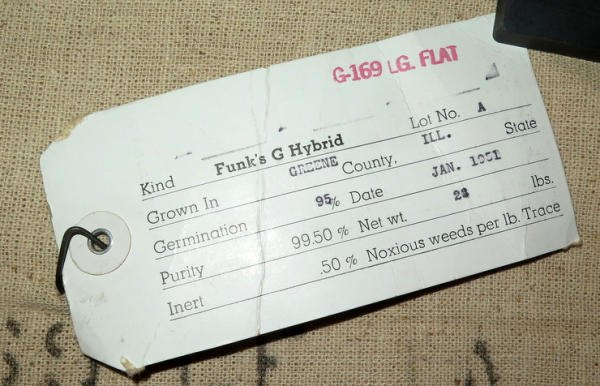 G-169 LG. FLAT
Kind Funk's G Hybrid Lot No. A
Grown In GREENE County, ILL. State
Germination 95% Date JAN. 1951
Purity 99.50 % Net wt. lbs.
Inert .50 % Noxious weeds per lb. Trace